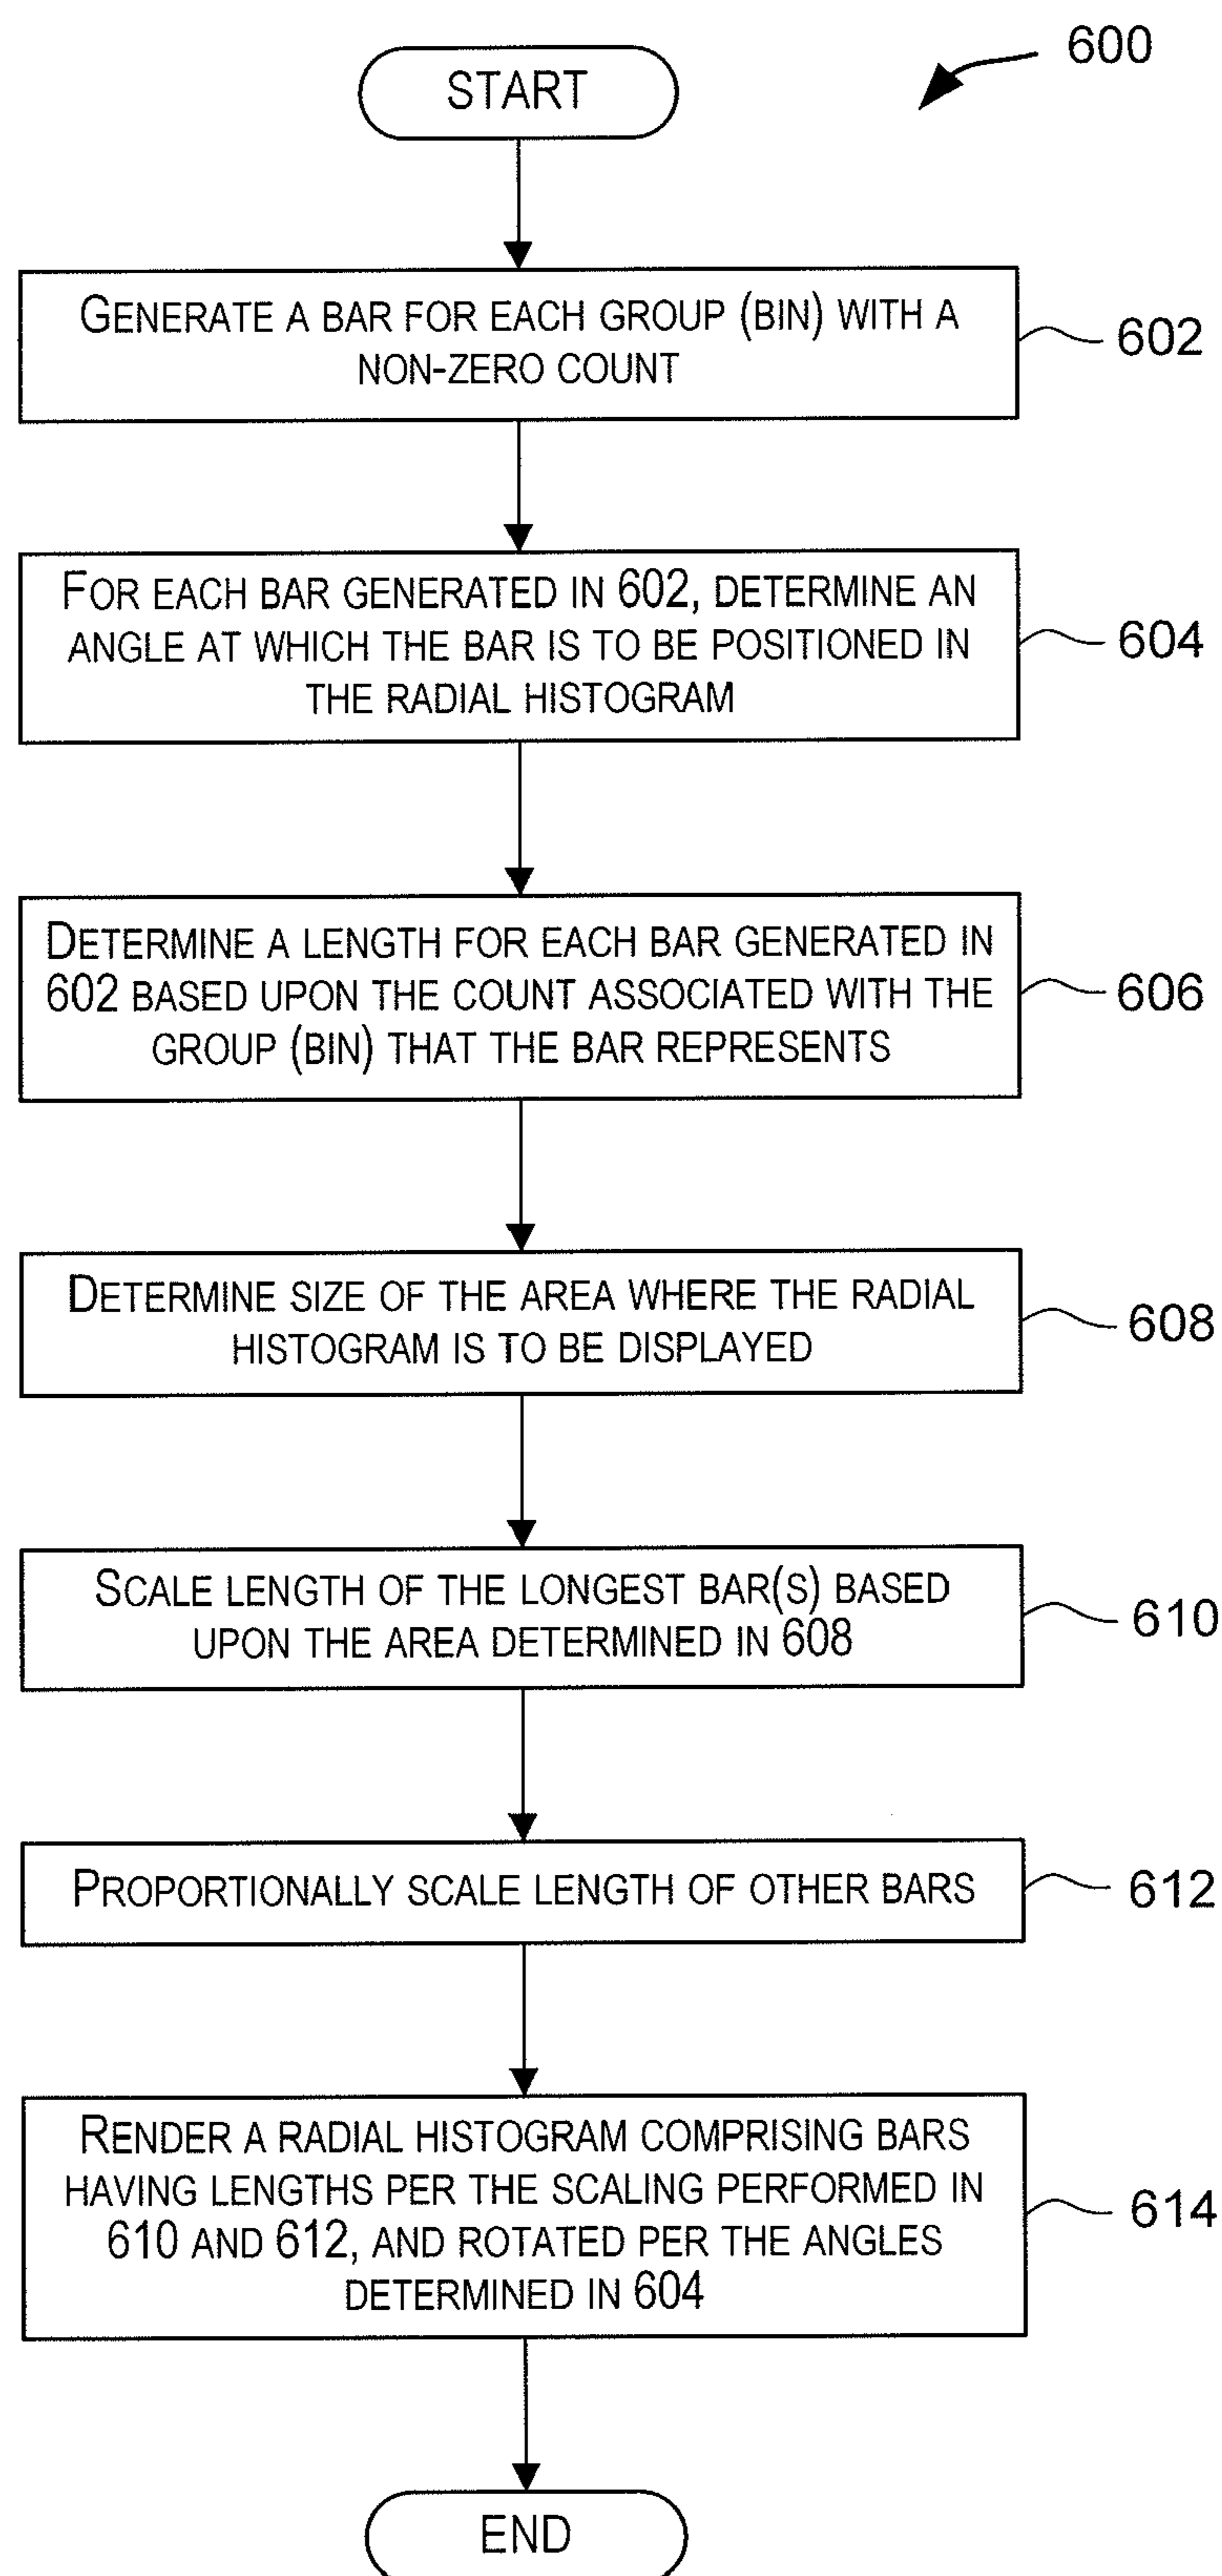 600
START
GENERATE A BAR FOR EACH GROUP (BIN) WITH A
NON-ZERO COUNT
602
FOR EACH BAR GENERATED IN 602, DETERMINE AN
ANGLE AT WHICH THE BAR IS TO BE POSITIONED IN
THE RADIAL HISTOGRAM
604
DETERMINE A LENGTH FOR EACH BAR GENERATED IN
602 BASED UPON THE COUNT ASSOCIATED WITH THE
GROUP (BIN) THAT THE BAR REPRESENTS
606
DETERMINE SIZE OF THE AREA WHERE THE RADIAL
HISTOGRAM IS TO BE DISPLAYED
608
SCALE LENGTH OF THE LONGEST BAR(S) BASED
UPON THE AREA DETERMINED IN 608
610
PROPORTIONALLY SCALE LENGTH OF OTHER BARS
612
RENDER A RADIAL HISTOGRAM COMPRISING BARS
HAVING LENGTHS PER THE SCALING PERFORMED IN
610 AND 612, AND ROTATED PER THE ANGLES
DETERMINED IN 604
614
END